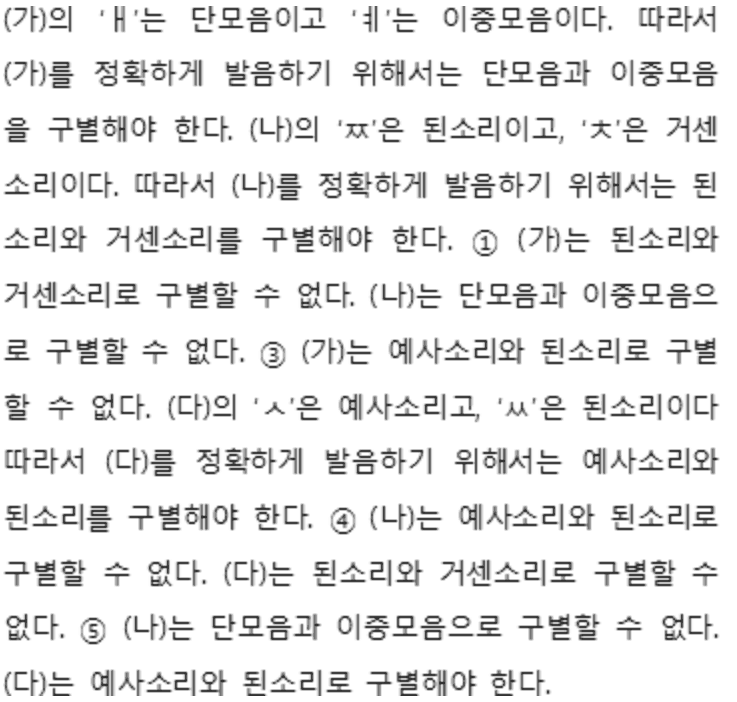 (가)의 'ㅐ'는 단모음이고 'ㅖ'는 이중모음이다. 따라서
(가)를 정확하게 발음하기 위해서는 단모음과 이중모음
을 구별해야 한다. (나)의 'ㅉ'은 된소리이고, 'ㅊ'은 거센
소리이다. 따라서 (나)를 정확하게 발음하기 위해서는 된
소리와 거센소리를 구별해야 한다. ① (가)는 된소리와
거센소리로 구별할 수 없다. (나)는 단모음과 이중모음으
로 구별할 수 없다. ③ (가)는 예사소리와 된소리로 구별
할 수 없다. (다)의 'ㅅ'은 예사소리고, 'ㅆ'은 된소리이다
따라서 (다)를 정확하게 발음하기 위해서는 예사소리와
된소리를 구별해야 한다. ④ (나)는 예사소리와 된소리로
구별할 수 없다. (다)는 된소리와 거센소리로 구별할 수
없다. ⑤ (나)는 단모음과 이중모음으로 구별할 수 없다.
(다)는 예사소리와 된소리로 구별해야 한다.